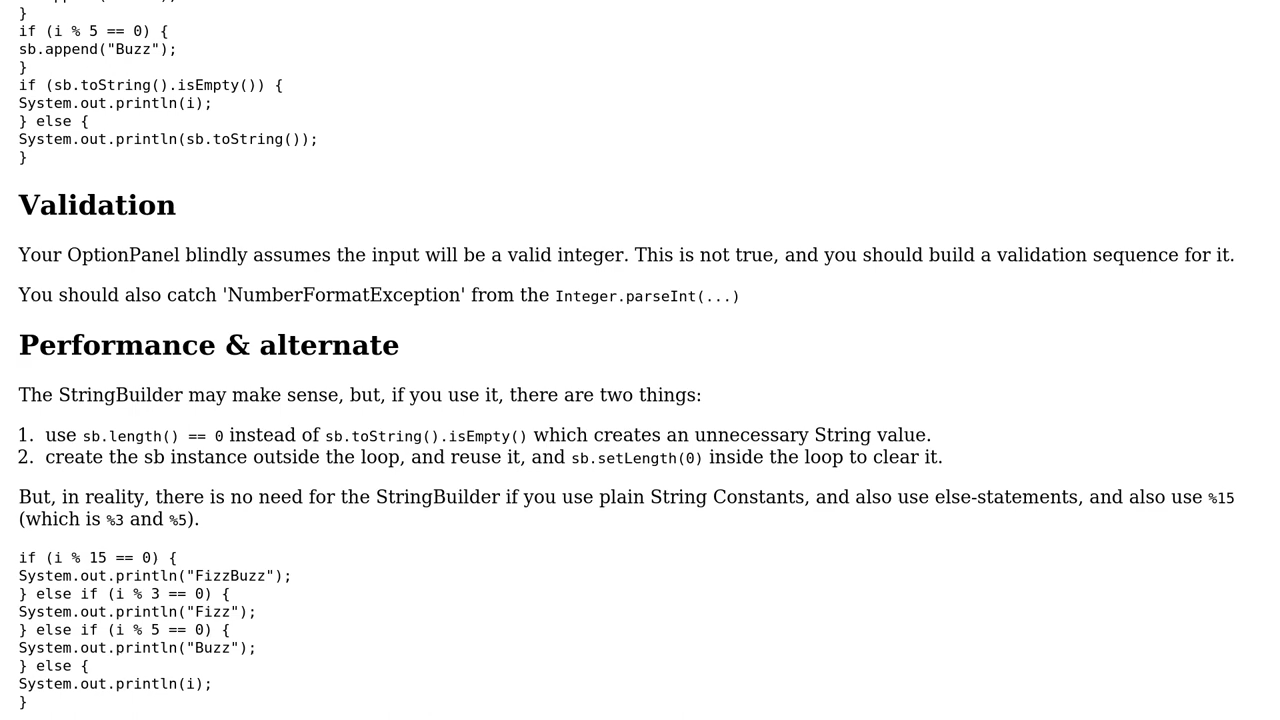 }
if (i % 5 == 0) {
sb.append("Buzz");
}
if (sb.toString().isEmpty()) {
System.out.println(i);
} else {
System.out.println(sb.toString());
}
Validation
Your OptionPanel blindly assumes the input will be a valid integer. This is not true, and you should build a validation sequence for it.
You should also catch 'NumberFormatException' from the Integer.parseInt(...)
Performance & alternate
The StringBuilder may make sense, but, if you use it, there are two things:
1. use sb.length() == 0 instead of sb.toString().isEmpty() which creates an unnecessary String value.
2. create the sb instance outside the loop, and reuse it, and sb.setLength(0) inside the loop to clear it.
But, in reality, there is no need for the StringBuilder if you use plain String Constants, and also use else-statements, and also use %15
(which is %3 and %5).
if (i % 15 == 0) {
System.out.println("FizzBuzz");
} else if (i % 3 == 0) {
System.out.println("Fizz");
} else if (i % 5 == 0) {
System.out.println("Buzz");
} else {
System.out.println(i);
}